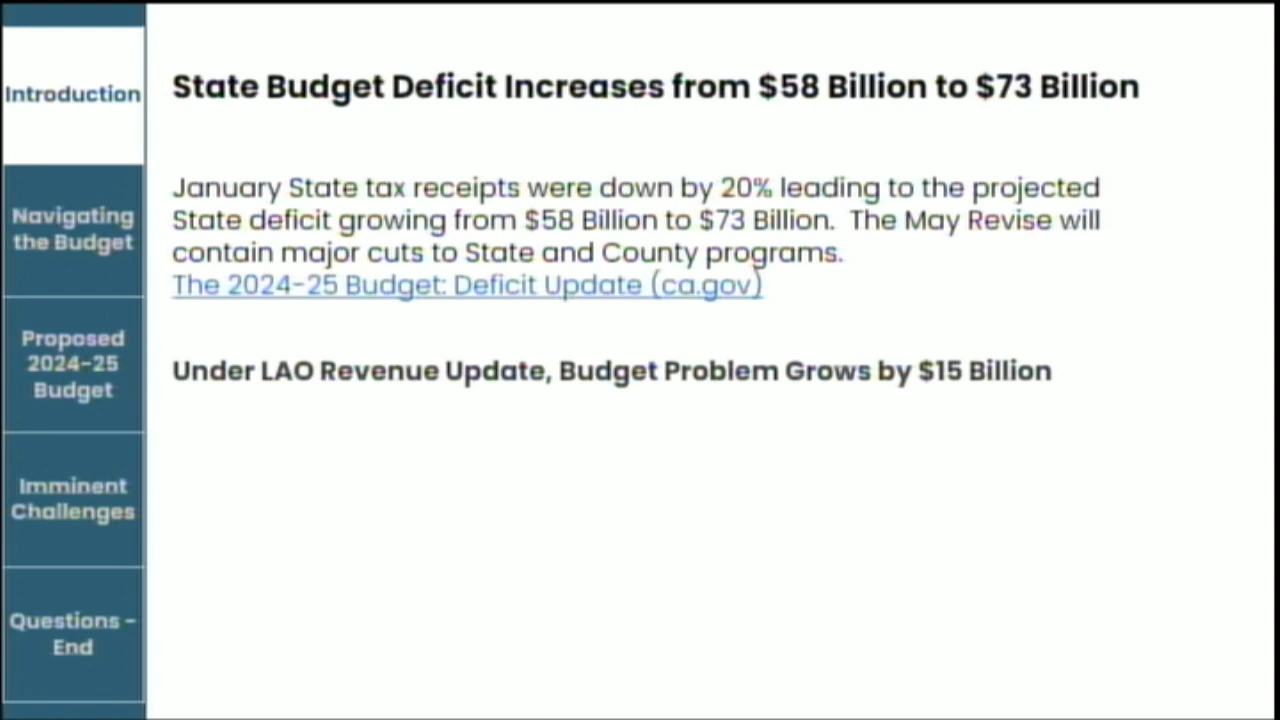 Introduction
Navigating
the Budget
Proposed
2024-25
Budget
Imminent
Challenges
Questions -
End
State Budget Deficit Increases from $58 Billion to $73 Billion
January State tax receipts were down by 20% leading to the projected
State deficit growing from $58 Billion to $73 Billion.  The May Revise will
contain major cuts to State and County programs.
The 2024-25 Budget: Deficit Update (ca.gov)
Under LAO Revenue Update, Budget Problem Grows by $15 Billion